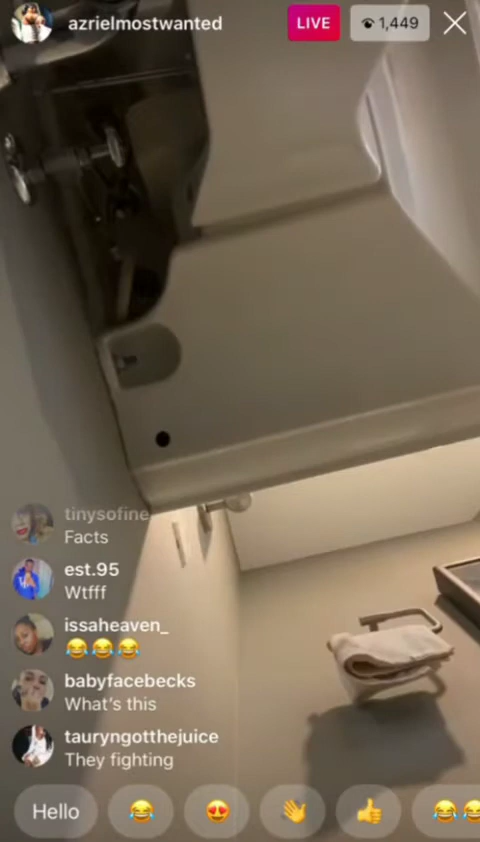 azrielmostwanted
LIVE
1,449
tinysofine
Facts
est.95
Wtfff
issaheaven_
😂😂😂
babyfacebecks
What's this
tauryngotthejuice
They fighting
Hello